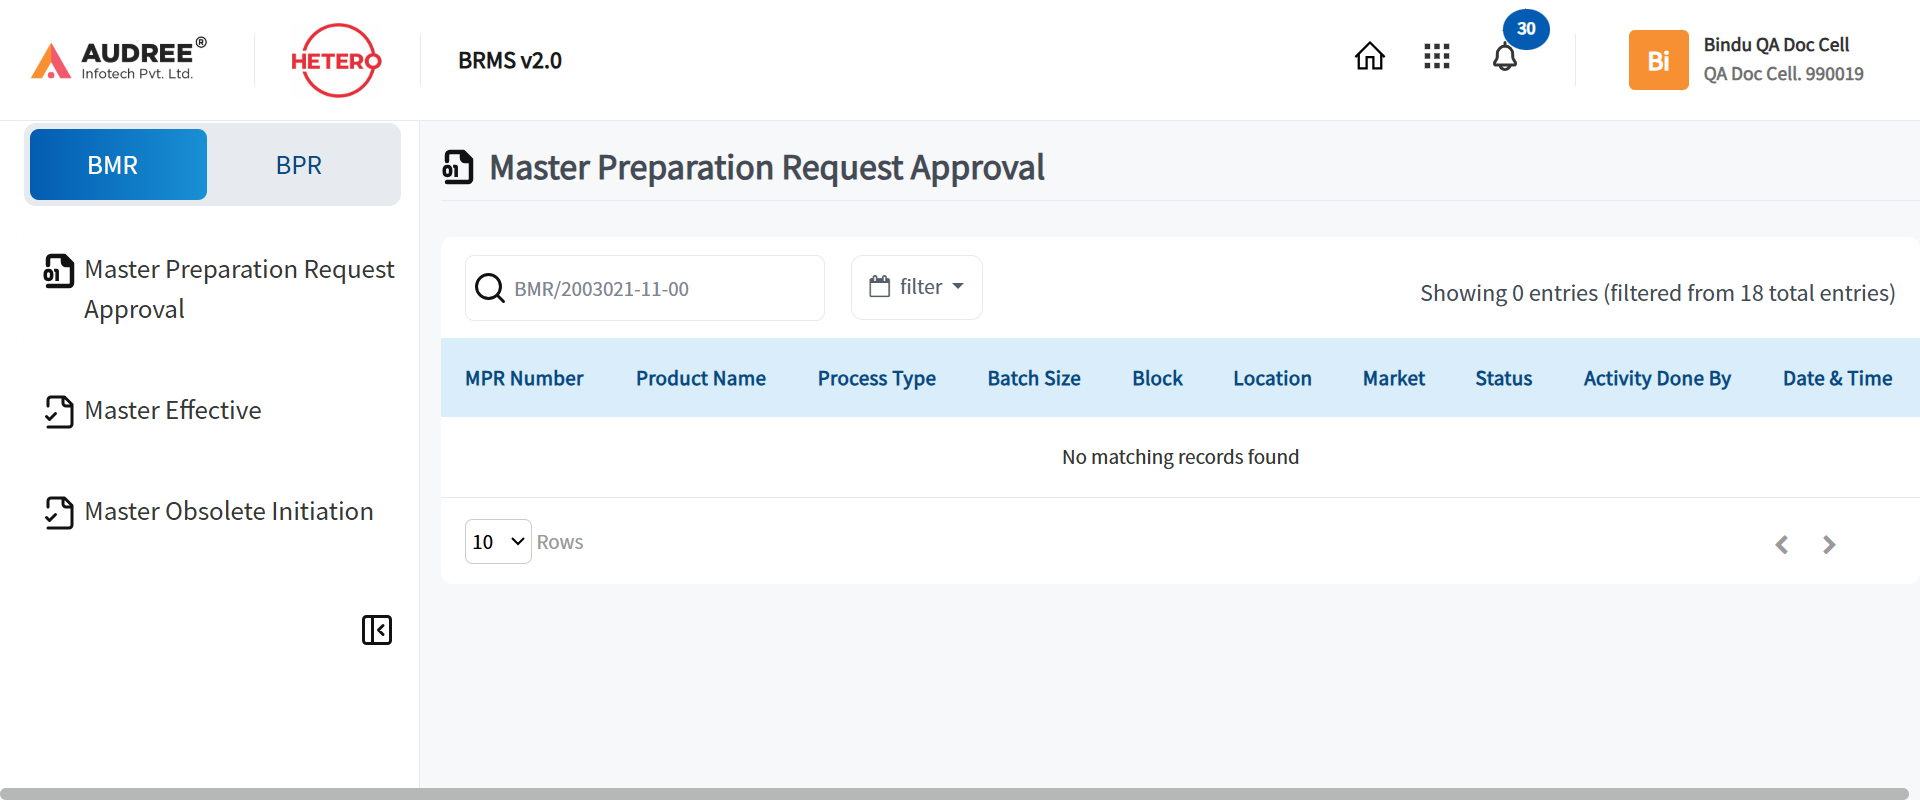 AUDREE®
Infotech Pvt. Ltd.
HETERO
BRMS v2.0
30
Bi
Bindu QA Doc Cell
QA Doc Cell. 990019
BMR
BPR
Master Preparation Request
Approval
Master Effective
Master Obsolete Initiation
01
01
Master Preparation Request Approval
BMR/2003021-11-00
filter
Showing 0 entries (filtered from 18 total entries)
MPR Number
Product Name
Process Type
Batch Size
Block
Location
Market
Status
Activity Done By
Date & Time
No matching records found
10
Rows